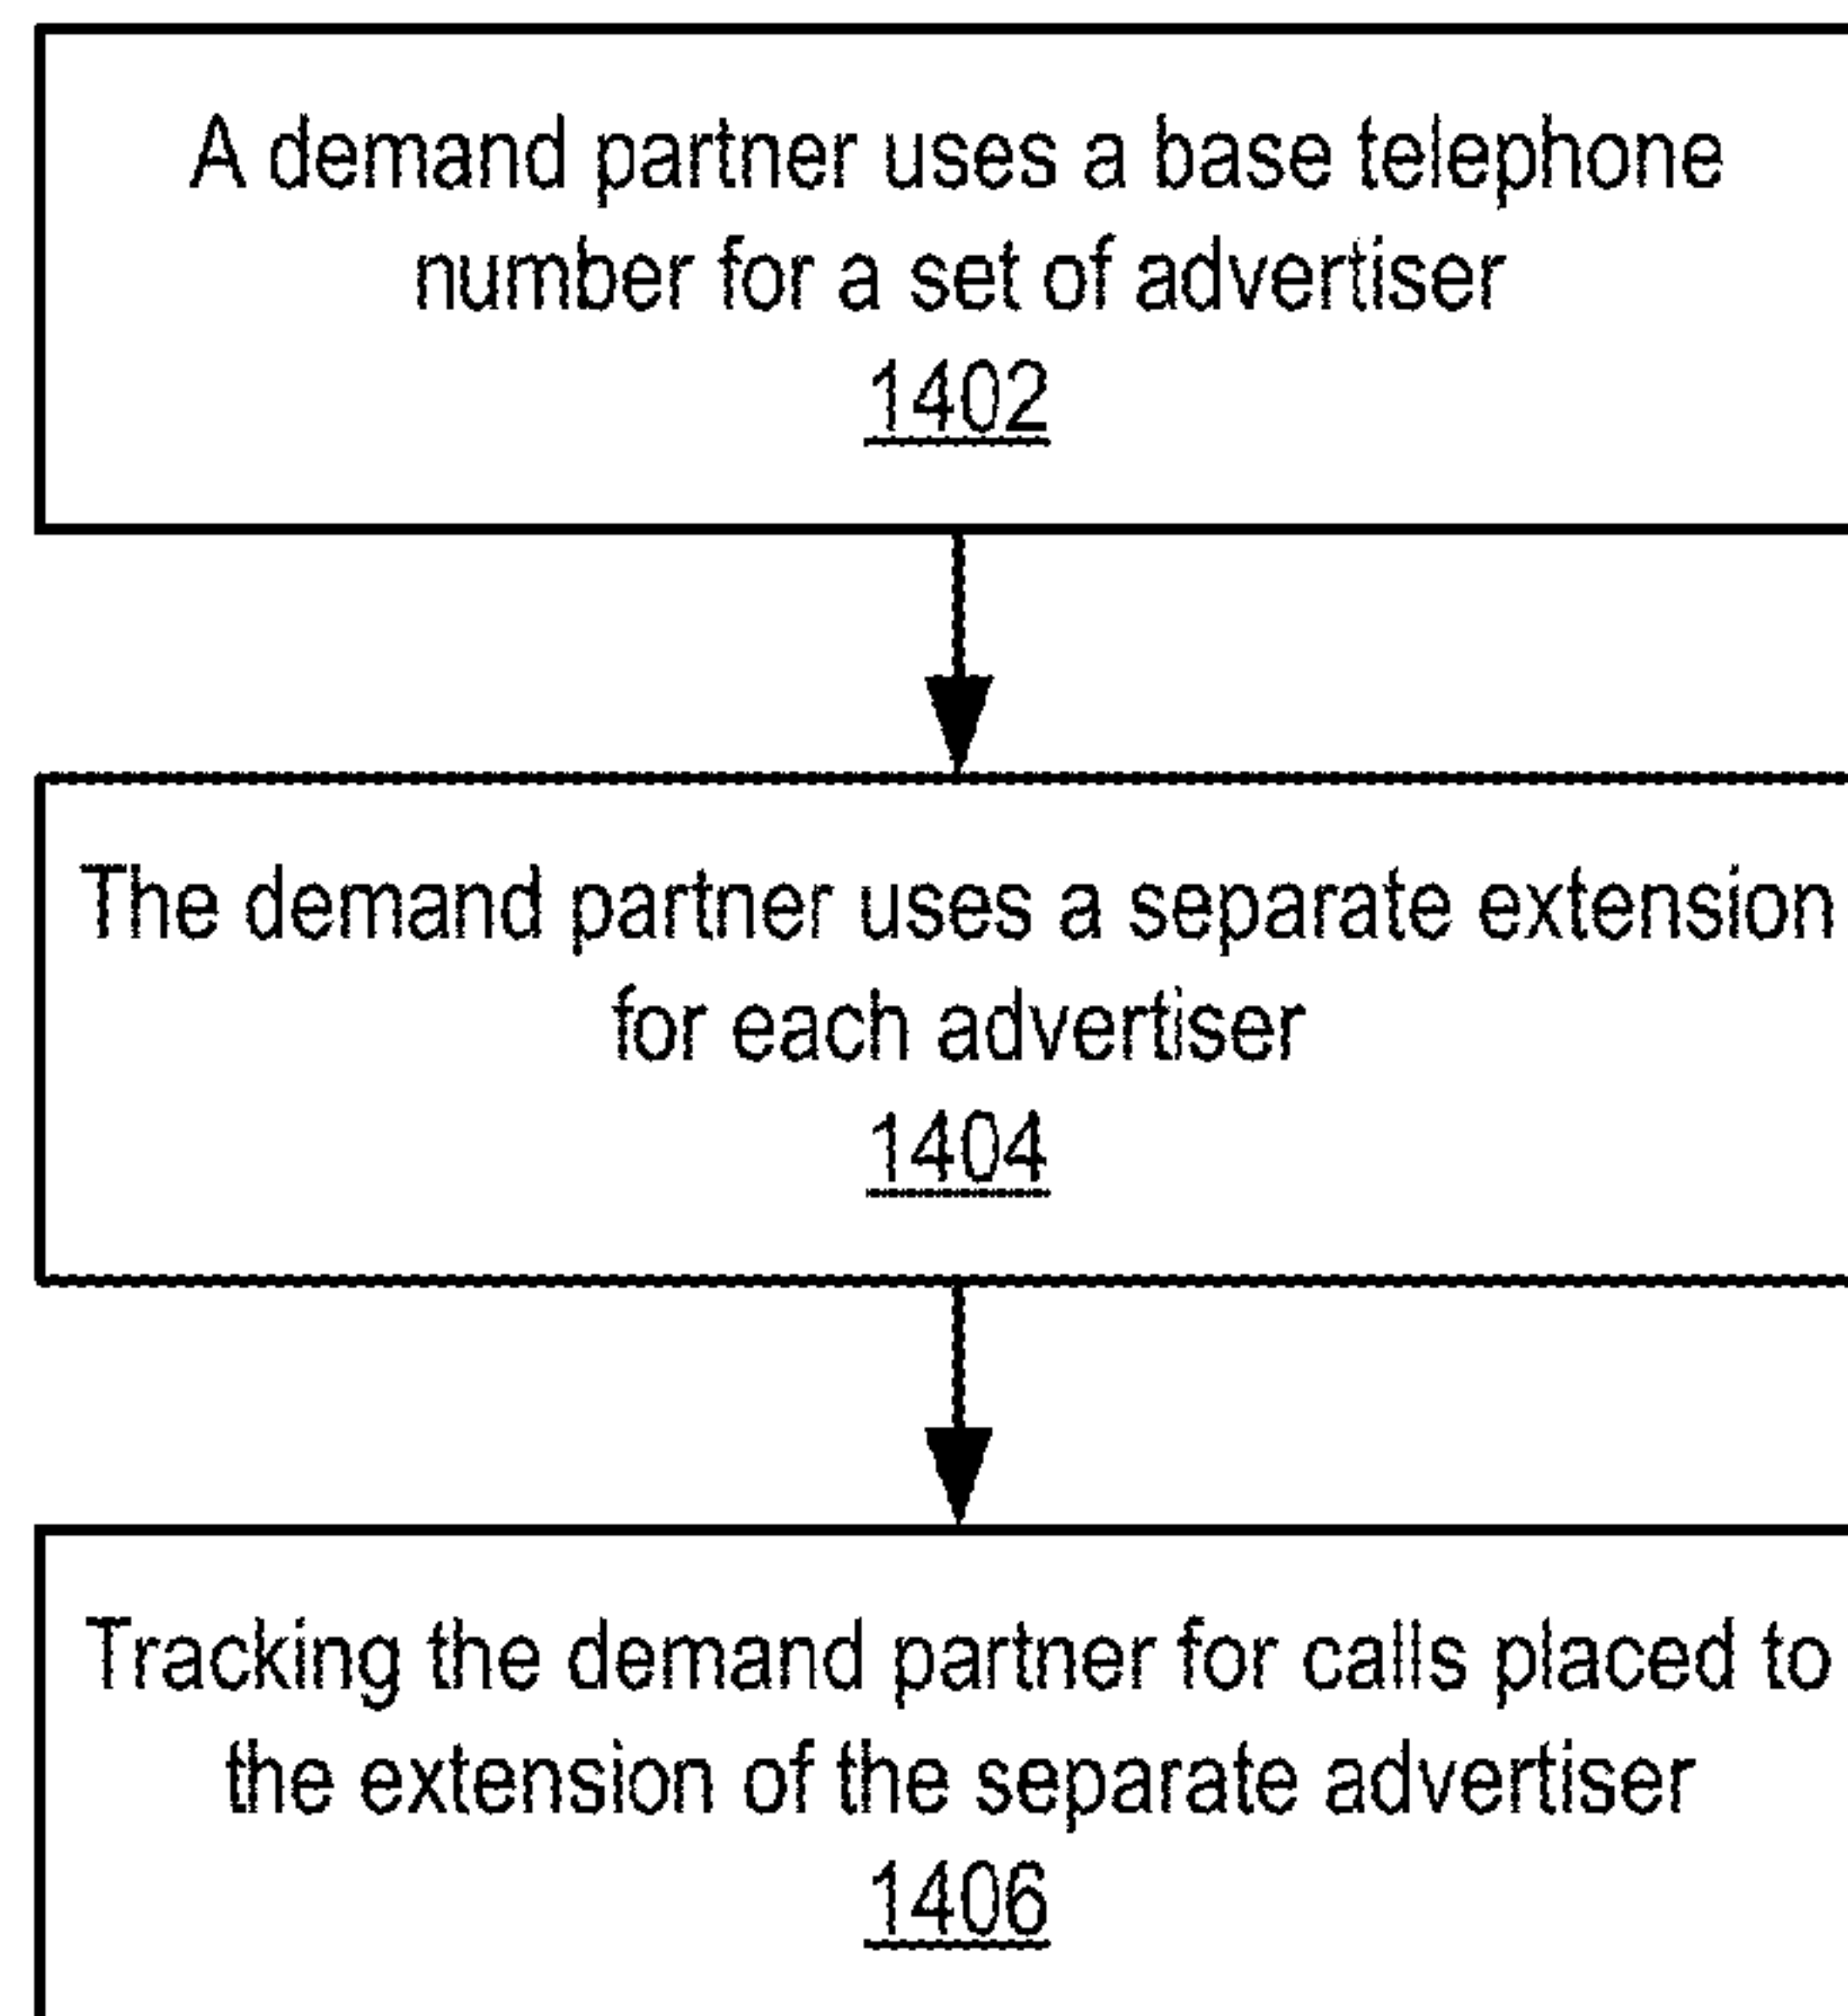 A demand partner uses a base telephone
number for a set of advertiser
1402
The demand partner uses a separate extension
for each advertiser
1404
Tracking the demand partner for calls placed to
the extension of the separate advertiser
1406